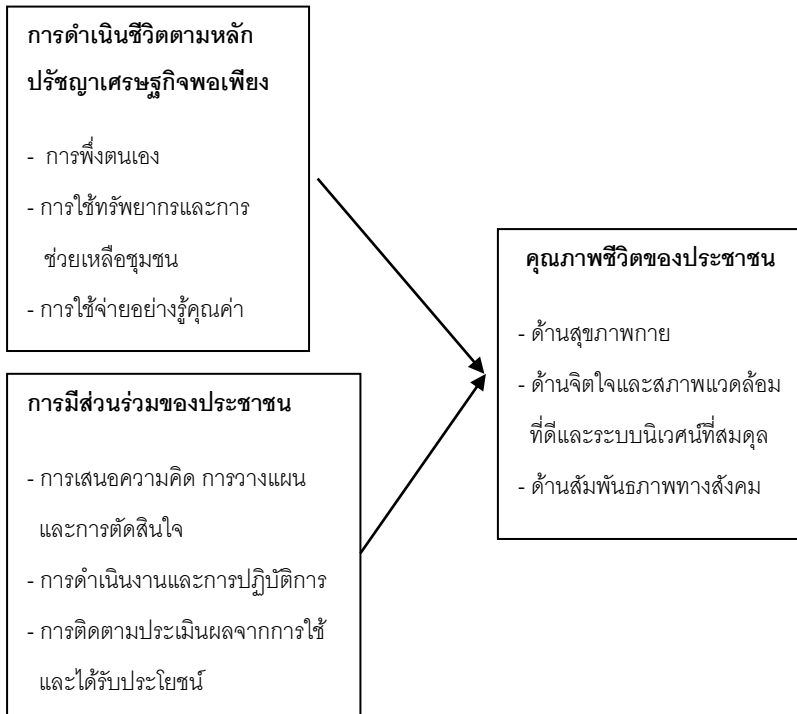 การดำเนินชีวิตตามหลัก
ปรัชญาเศรษฐกิจพอเพียง
- การพึ่งตนเอง
- การใช้ทรัพยากรและการ
ช่วยเหลือชุมชน
- การใช้จ่ายอย่างรู้คุณค่า
การมีส่วนร่วมของประชาชน
- การเสนอความคิด การวางแผน
และการตัดสินใจ
- การดำเนินงานและการปฏิบัติการ
- การติดตามประเมินผลจากการใช้
และได้รับประโยชน์
คุณภาพชีวิตของประชาชน
- ด้านสุขภาพกาย
- ด้านจิตใจและสภาพแวดล้อม
ที่ดีและระบบนิเวศน์ที่สมดุล
- ด้านสัมพันธภาพทางสังคม